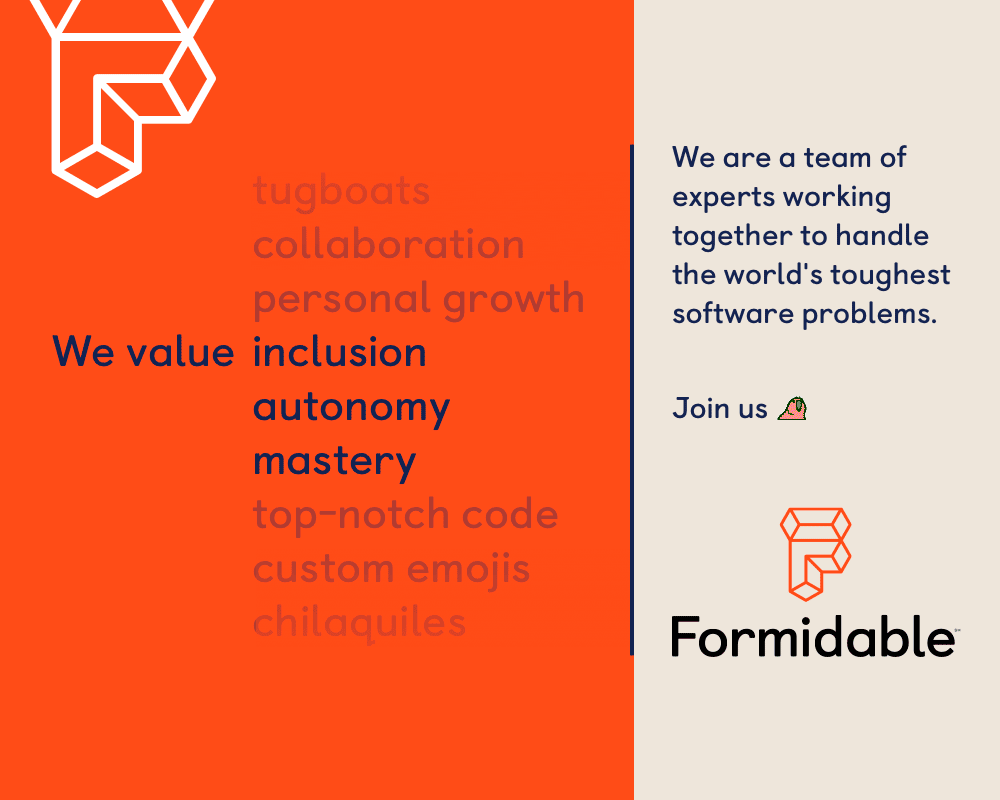 tugboats
collaboration
personal growth
We value inclusion
autonomy
mastery
top-notch code
custom emojis
chilaquiles
We are a team of
experts working
together to handle
the world's toughest
software problems.
Join us
Formidable